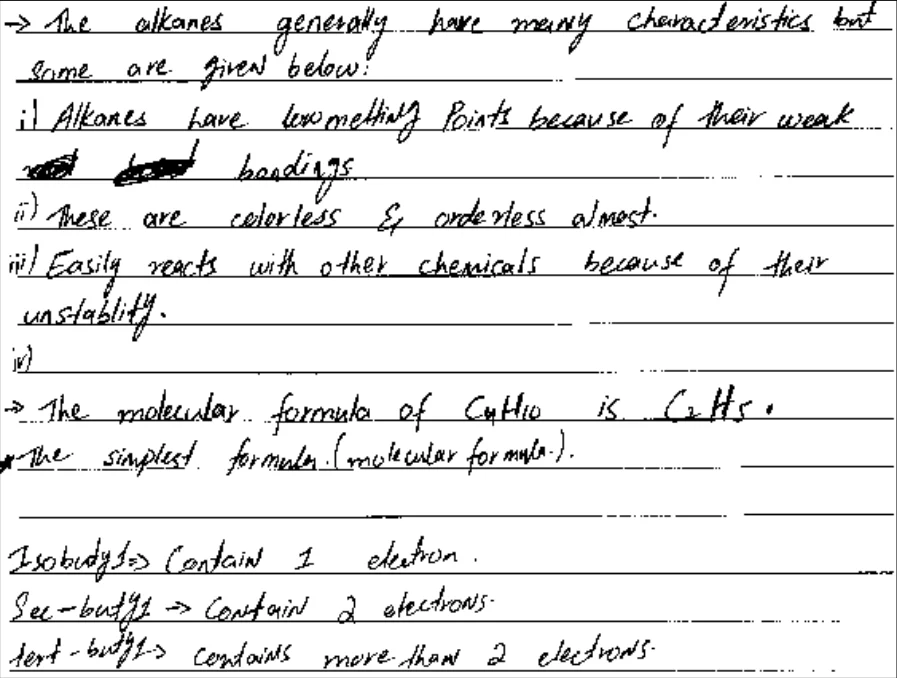 → The alkanes generally have many characteristics but
some are given below:
i) Alkanes have low melting Points because of their weak
bondings
ii) These are colorless & orderless almost.
iii) Easily reacts with other chemicals because of their
unstablity.
iv)
→ The molecular formula of C4H10 is C2H5.
* The simplest formula. (molecular formula.).
Isobutyl => Contain 1 electron.
Sec-butyl → Contain 2 electrons.
tert-butyl → contains more than 2 electrons.